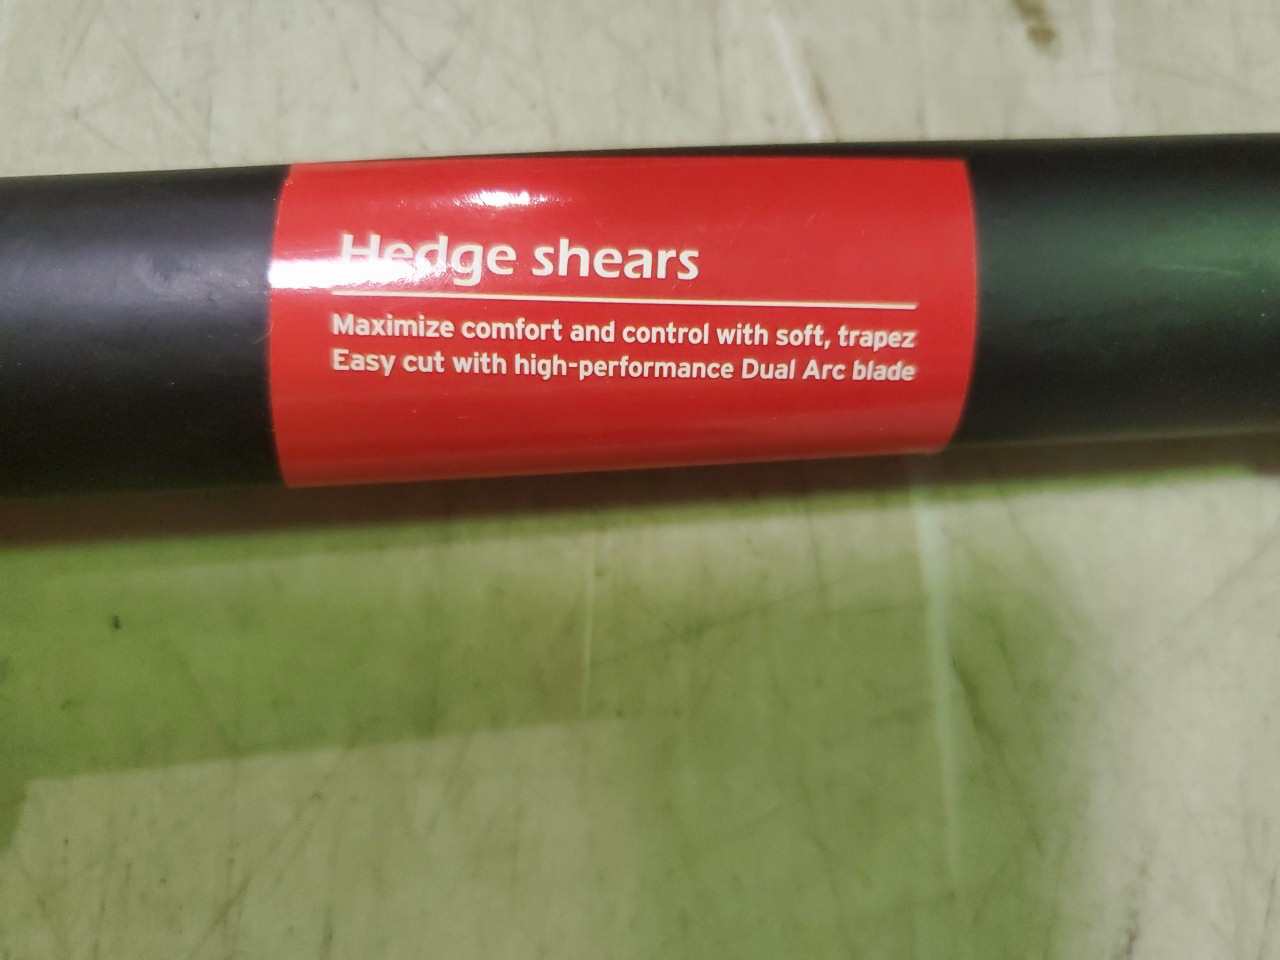 Hedge shears
Maximize comfort and control with soft, trapez
Easy cut with high-performance Dual Arc blade